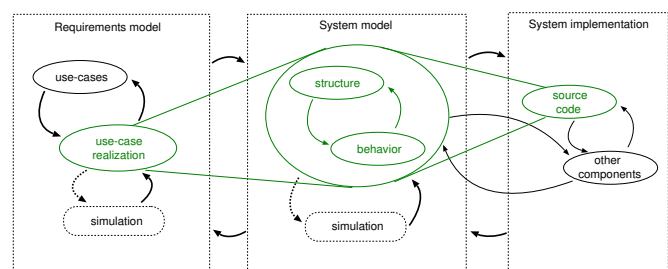 Requirements model
System model
System implementation
use-cases
structure
source
code
use-case
realization
behavior
other
components
simulation
simulation